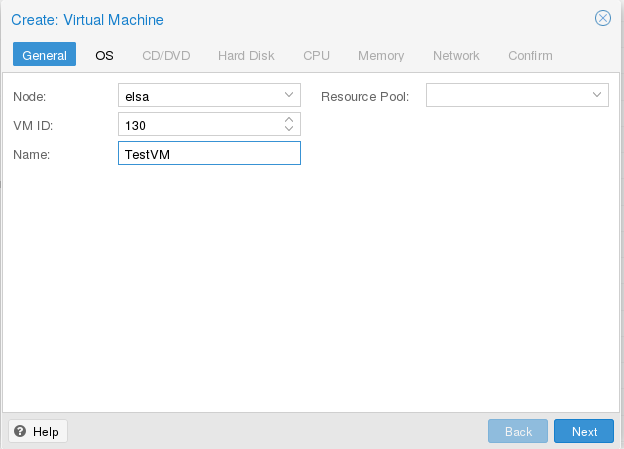 Create: Virtual Machine
General OS CD/DVD Hard Disk CPU Memory Network Confirm
Node: elsa Resource Pool:
VM ID: 130
Name: TestVM
Help Back Next